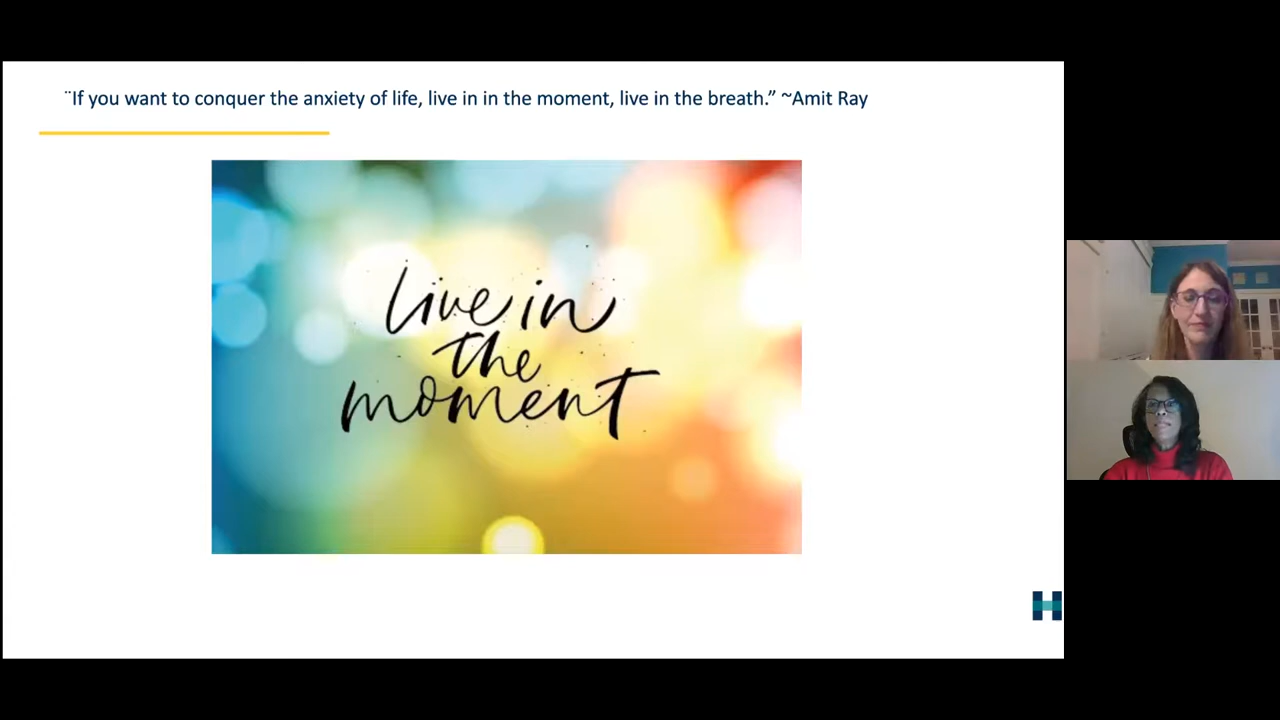 ¨If you want to conquer the anxiety of life, live in in the moment, live in the breath.” ~Amit Ray
live in
the
moment
H